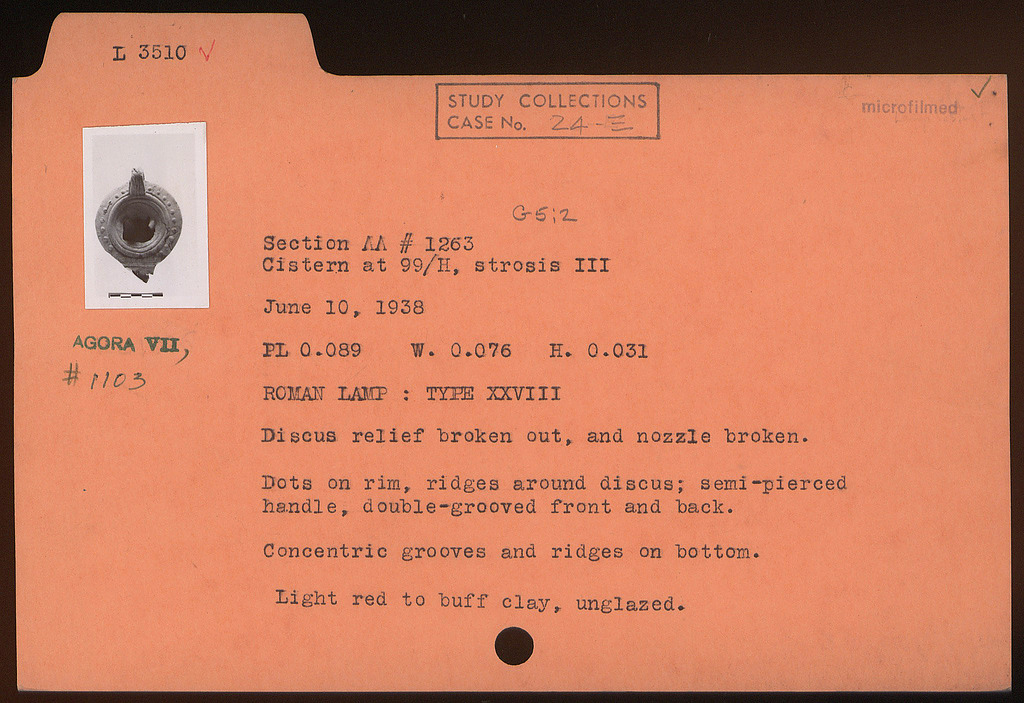 L 3510 ✓
STUDY COLLECTIONS
CASE No. 24-E
microfilmed ✓.
G 5:2
Section ΛΛ # 1263
Cistern at 99/H, strosis III
June 10, 1938
PL 0.089 W. 0.076 H. 0.031
AGORA VII,
# 1103
ROMAN LAMP : TYPE XXVIII
Discus relief broken out, and nozzle broken.
Dots on rim, ridges around discus; semi-pierced
handle, double-grooved front and back.
Concentric grooves and ridges on bottom.
Light red to buff clay, unglazed.